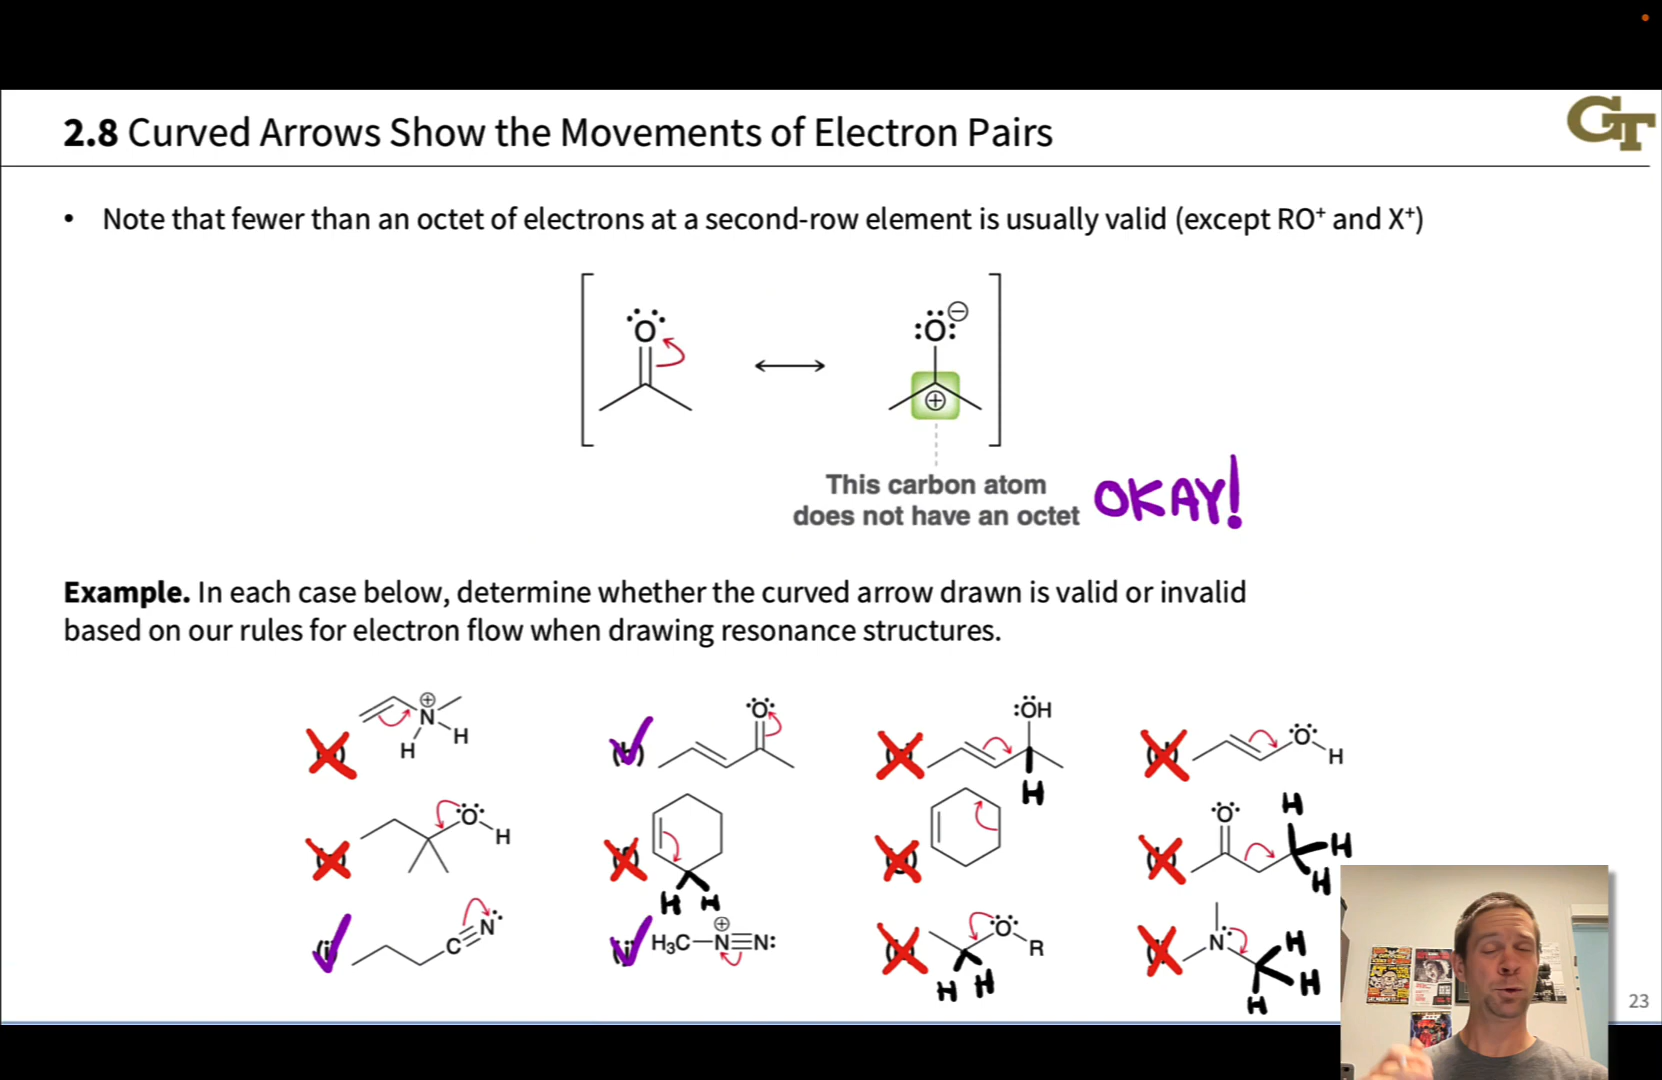 2.8 Curved Arrows Show the Movements of Electron Pairs
GT
• Note that fewer than an octet of electrons at a second-row element is usually valid (except RO⁺ and X⁺)
:Ö:⊖
O
⊕
This carbon atom
does not have an octet
OKAY!
Example. In each case below, determine whether the curved arrow drawn is valid or invalid
based on our rules for electron flow when drawing resonance structures.
⊕
N
H
H
O
:ÖH
H
O
H
O
H
H H
O
H
H
H
C≡N:
H₃C—N≡N:
⊕
O
R
H H
N
H
H
H
23